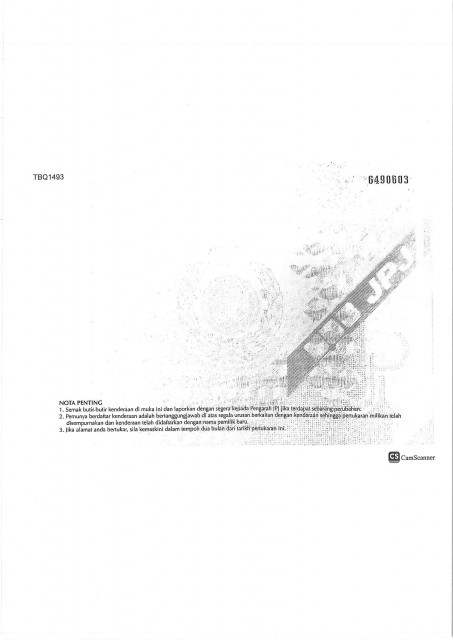 TBQ1493
6490603
JPJ
NOTA PENTING
1. Semak butir-butir kenderaan di muka ini dan laporkan dengan segera kepada Pengarah JPJ jika terdapat sebarang perubahan.
2. Pemunya berdaftar kenderaan adalah bertanggungjawab di atas segala urusan berkaitan dengan kenderaan sehingga pertukaran milikan telah
disempurnakan dan kenderaan telah didaftarkan dengan nama pemilik baru.
3. Jika alamat anda bertukar, sila kemaskini dalam tempoh dua bulan dari tarikh pertukaran ini.
CS CamScanner